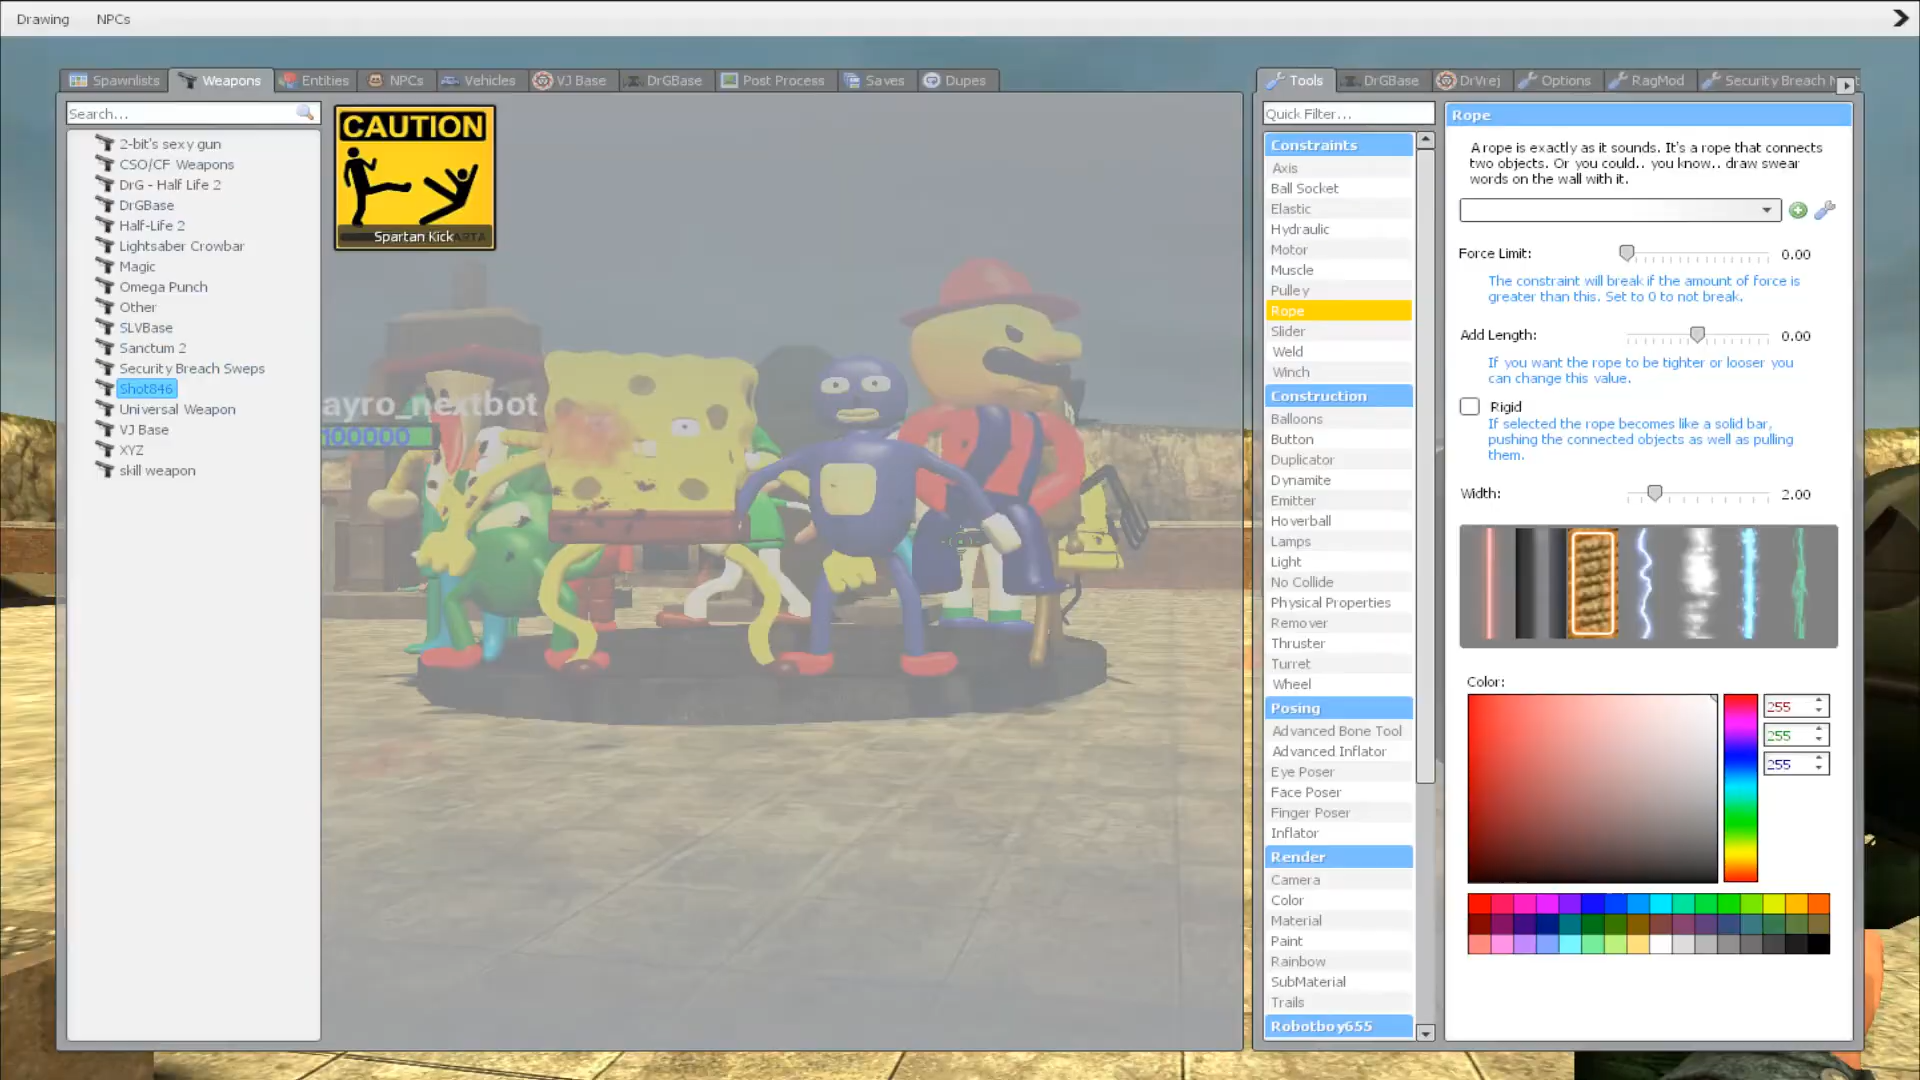 Drawing NPCs
Spawnlists Weapons Entities NPCs Vehicles VJ Base DrGBase Post Process Saves Dupes
Search...
2-bit's sexy gun
CSO/CF Weapons
DrG - Half Life 2
DrGBase
Half-Life 2
Lightsaber Crowbar
Magic
Omega Punch
Other
SLVBase
Sanctum 2
Security Breach Sweps
Shot846
Universal Weapon
VJ Base
XYZ
skill weapon
CAUTION
Spartan Kick
ayro_nextbot
100000
Tools DrGBase DrVrej Options RagMod Security Breach
Quick Filter...
Constraints
Axis
Ball Socket
Elastic
Hydraulic
Motor
Muscle
Pulley
Rope
Slider
Weld
Winch
Construction
Balloons
Button
Duplicator
Dynamite
Emitter
Hoverball
Lamps
Light
No Collide
Physical Properties
Remover
Thruster
Turret
Wheel
Posing
Advanced Bone Tool
Advanced Inflator
Eye Poser
Face Poser
Finger Poser
Inflator
Render
Camera
Color
Material
Paint
Rainbow
SubMaterial
Trails
Robotboy655
Rope
A rope is exactly as it sounds. It's a rope that connects
two objects. Or you could.. you know.. draw swear
words on the wall with it.
Force Limit: 0.00
The constraint will break if the amount of force is
greater than this. Set to 0 to not break.
Add Length: 0.00
If you want the rope to be tighter or looser you
can change this value.
Rigid
If selected the rope becomes like a solid bar,
pushing the connected objects as well as pulling
them.
Width: 2.00
Color:
255
255
255